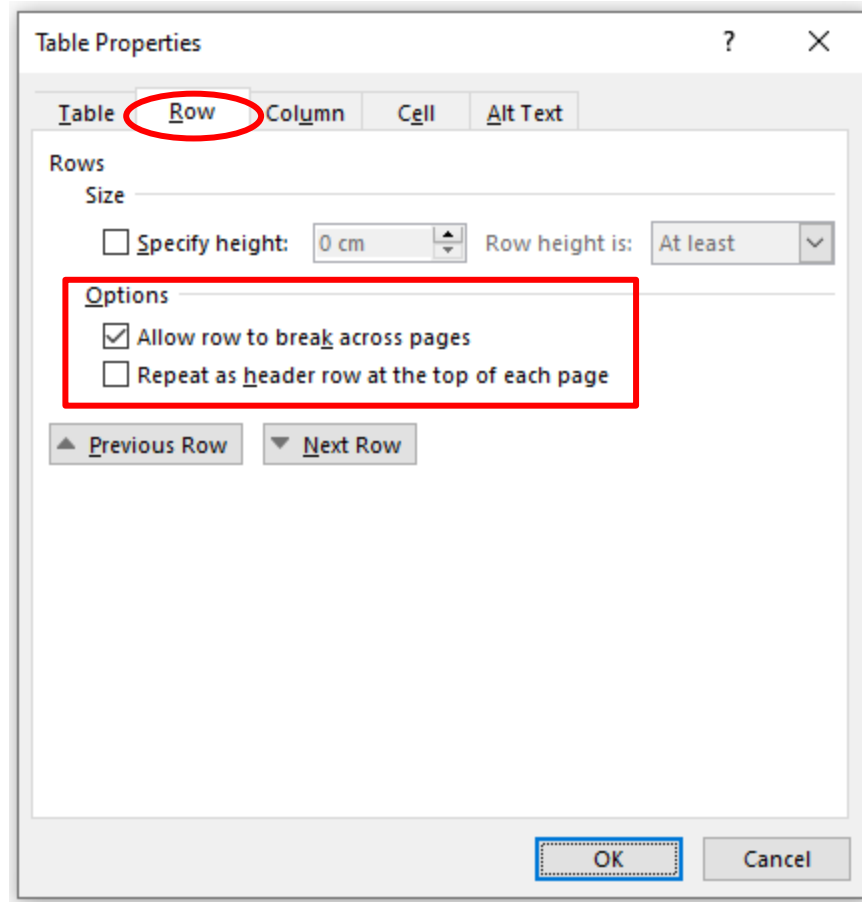 Table Properties ?
Table Row Column Cell Alt Text
Rows
Size
Specify height: 0 cm Row height is: At least
Options
Allow row to break across pages
Repeat as header row at the top of each page
Previous Row Next Row
OK Cancel